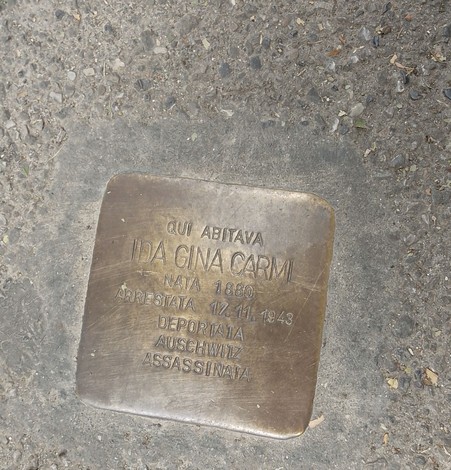 QUI ABITAVA
IDA GINA CARMI
NATA 1880
ARRESTATA 17.11.1943
DEPORTATA
AUSCHWITZ
ASSASSINATA